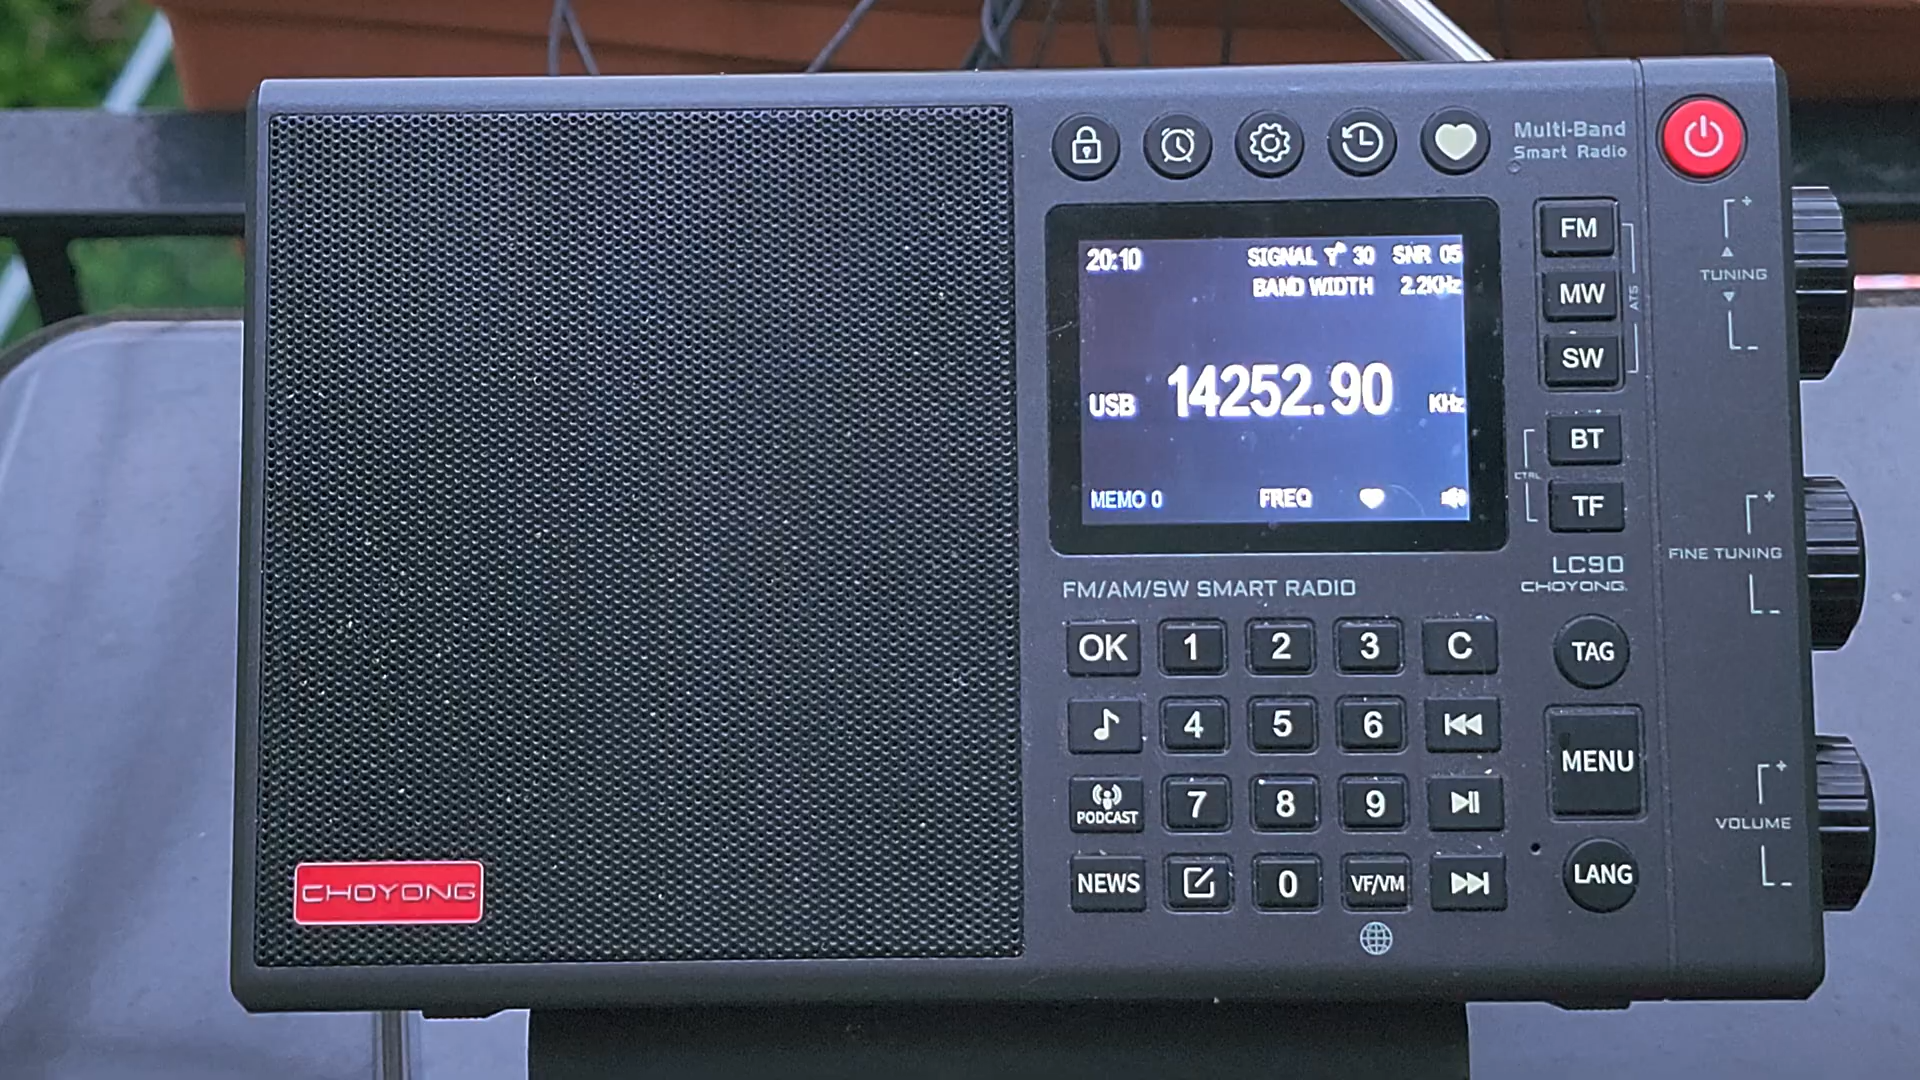 Multi-Band
Smart Radio
20:10
SIGNAL 30 SNR 05
BAND WIDTH 2.2KHz
USB 14252.90 KHz
MEMO 0 FREQ
FM
MW
SW
ATS
BT
CTRL
TF
LC90
CHOYONG
+
TUNING
-
+
FINE TUNING
-
+
VOLUME
-
FM/AM/SW SMART RADIO
OK 1 2 3 C
4 5 6
PODCAST 7 8 9
NEWS 0 VF/VM
TAG
MENU
LANG
CHOYONG